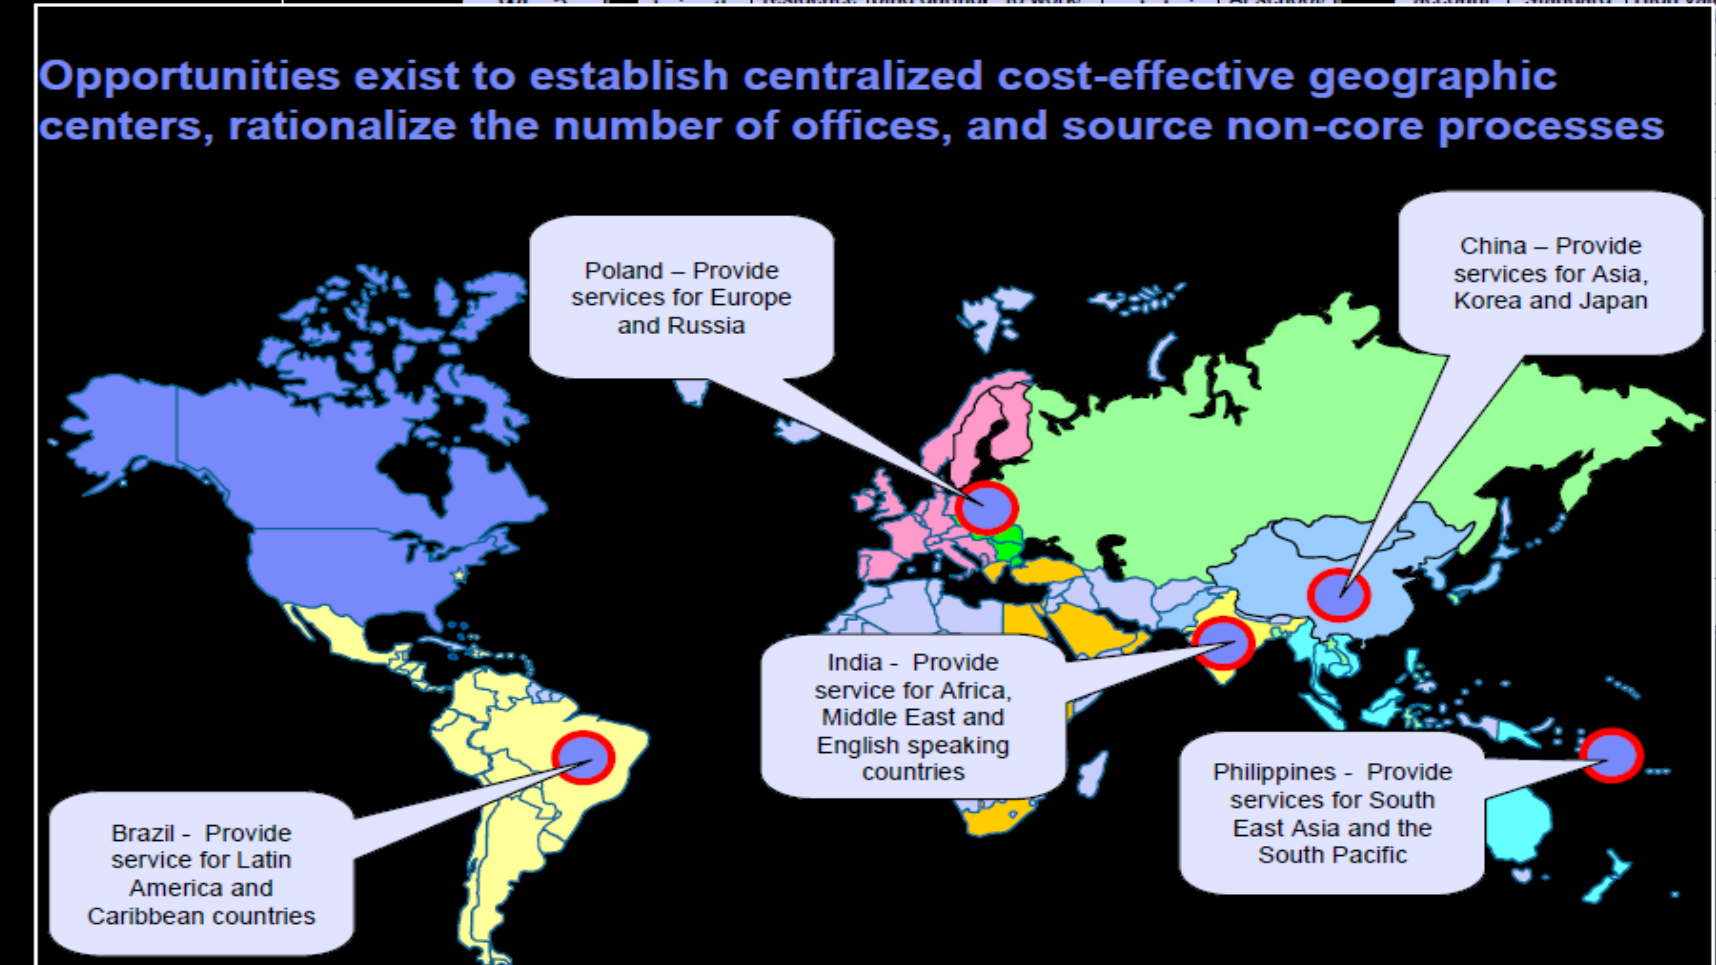 Opportunities exist to establish centralized cost-effective geographic
centers, rationalize the number of offices, and source non-core processes
China – Provide
services for Asia,
Korea and Japan
Poland – Provide
services for Europe
and Russia
India -  Provide
service for Africa,
Middle East and
English speaking
countries
Philippines -  Provide
services for South
East Asia and the
South Pacific
Brazil -  Provide
service for Latin
America and
Caribbean countries